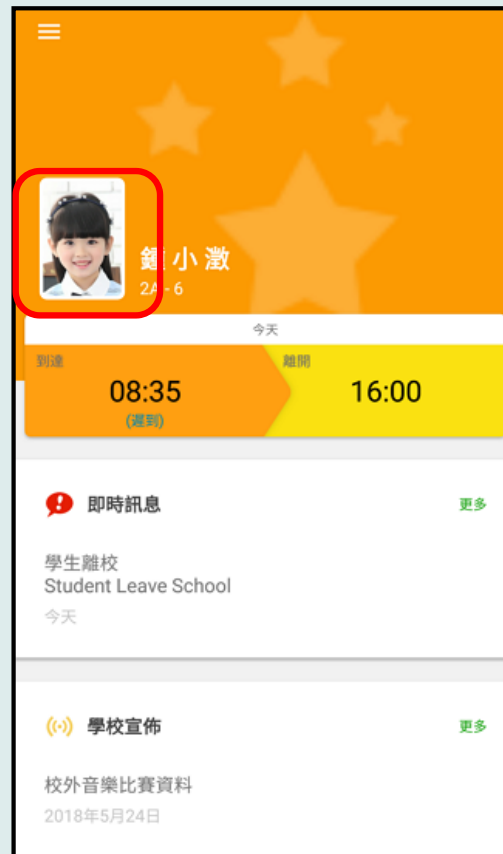 鍾小澂
2A - 6
今天
到達
離開
08:35
16:00
(遲到)
即時訊息
更多
學生離校
Student Leave School
今天
學校宣佈
更多
校外音樂比賽資料
2018年5月24日